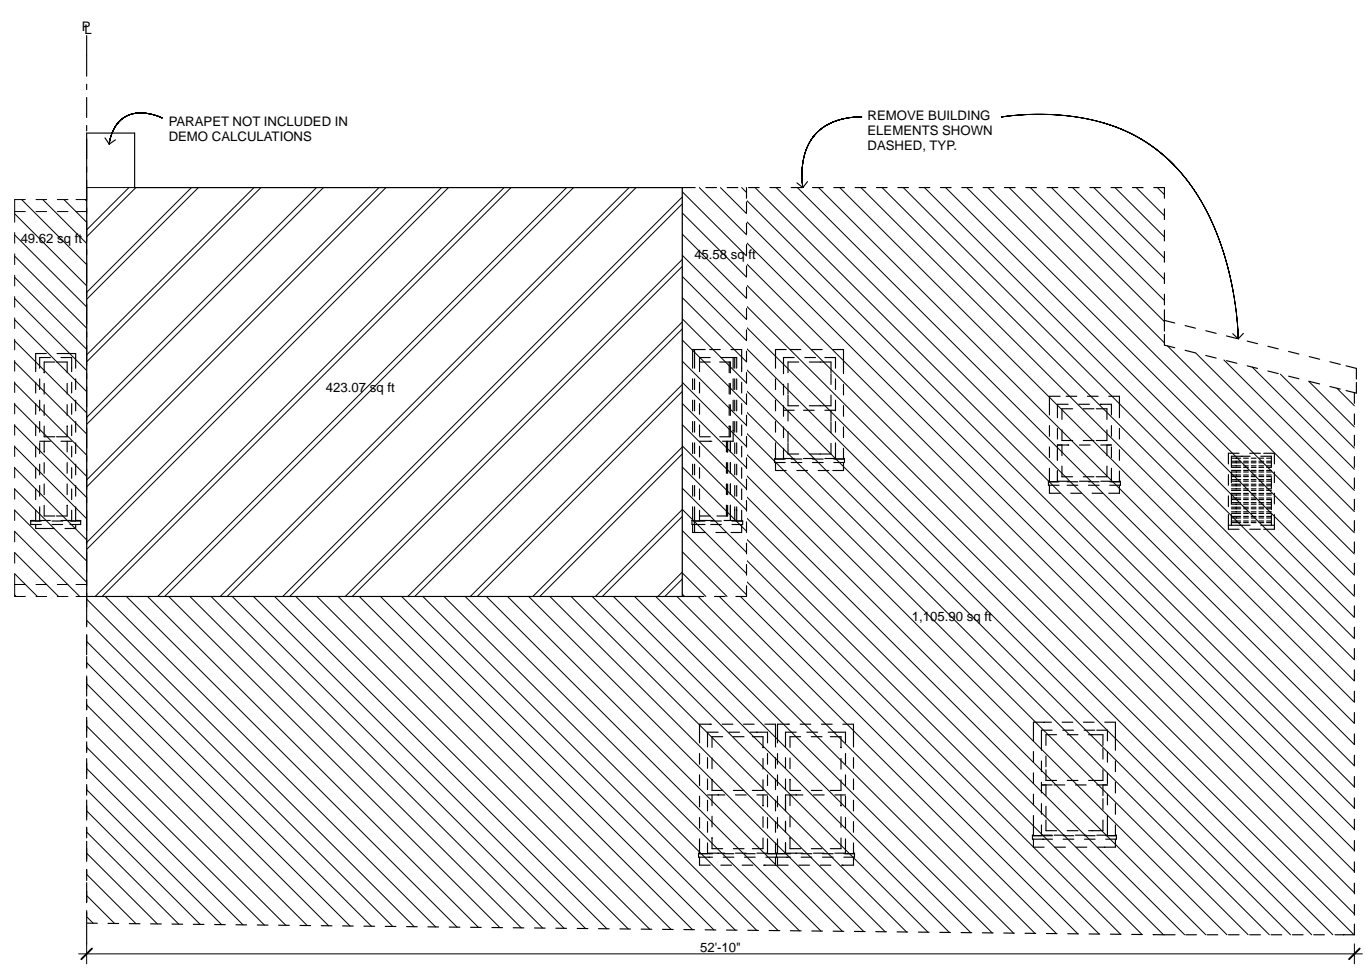 PL
PARAPET NOT INCLUDED IN
DEMO CALCULATIONS
REMOVE BUILDING
ELEMENTS SHOWN
DASHED, TYP.
49.62 sq ft
45.58 sq ft
423.07 sq ft
1,105.90 sq ft
52'-10"